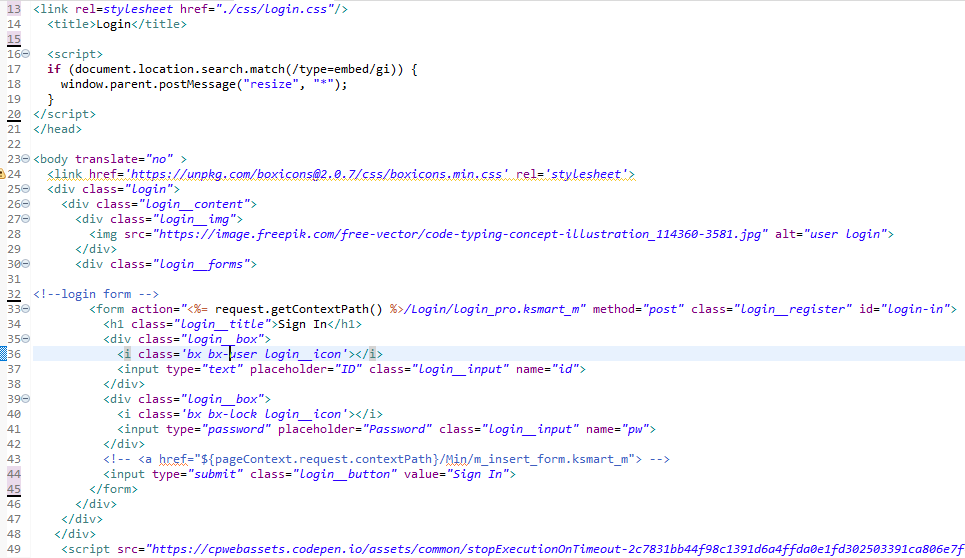 13 <link rel=stylesheet href="./css/login.css"/>
14 <title>Login</title>
15
16 <script>
17 if (document.location.search.match(/type=embed/gi)) {
18 window.parent.postMessage("resize", "*");
19 }
20 </script>
21 </head>
22
23 <body translate="no" >
24 <link href='https://unpkg.com/boxicons@2.0.7/css/boxicons.min.css' rel='stylesheet'>
25 <div class="login">
26 <div class="login__content">
27 <div class="login__img">
28 <img src="https://image.freepik.com/free-vector/code-typing-concept-illustration_114360-3581.jpg" alt="user login">
29 </div>
30 <div class="login__forms">
31
32 <!--login form -->
33 <form action="<%= request.getContextPath() %>/Login/login_pro.ksmart_m" method="post" class="login__register" id="login-in">
34 <h1 class="login__title">Sign In</h1>
35 <div class="login__box">
36 <i class='bx bx-user login__icon'></i>
37 <input type="text" placeholder="ID" class="login__input" name="id">
38 </div>
39 <div class="login__box">
40 <i class='bx bx-lock login__icon'></i>
41 <input type="password" placeholder="Password" class="login__input" name="pw">
42 </div>
43 <!-- <a href="${pageContext.request.contextPath}/Min/m_insert_form.ksmart_m"> -->
44 <input type="submit" class="login__button" value="Sign In">
45 </form>
46 </div>
47 </div>
48 </div>
49 <script src="https://cpwebassets.codepen.io/assets/common/stopExecutionOnTimeout-2c7831bb44f98c1391d6a4ffda0e1fd302503391ca806e7f